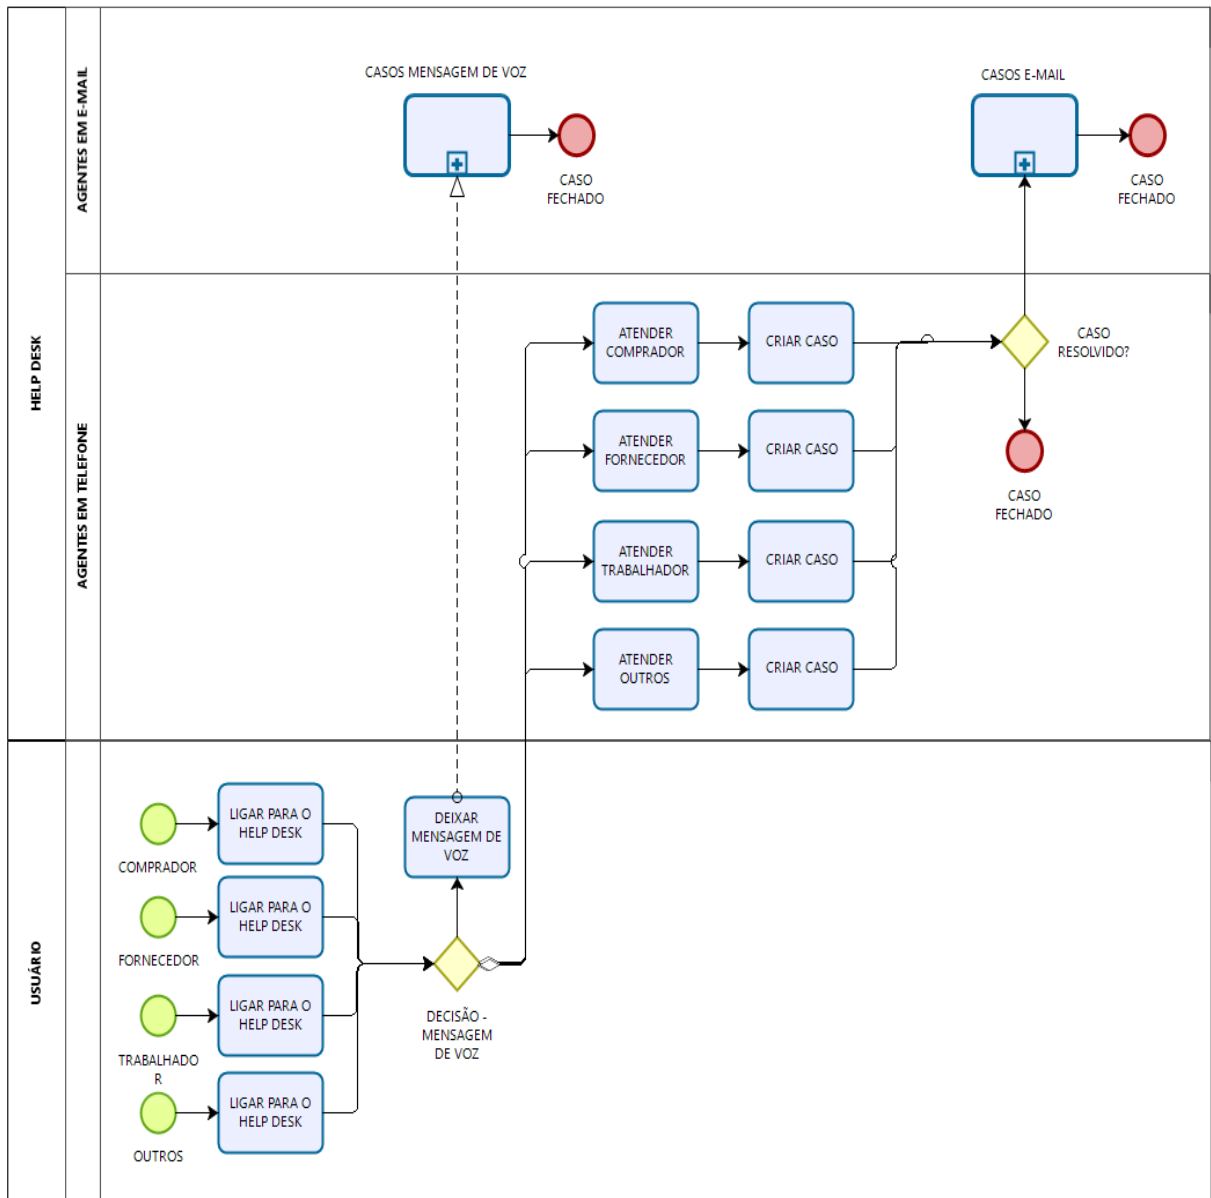 HELP DESK
AGENTES EM E-MAIL
CASOS MENSAGEM DE VOZ
CASO
FECHADO
CASOS E-MAIL
CASO
FECHADO
AGENTES EM TELEFONE
ATENDER
COMPRADOR
CRIAR CASO
CASO
RESOLVIDO?
ATENDER
FORNECEDOR
CRIAR CASO
CASO
FECHADO
ATENDER
TRABALHADOR
CRIAR CASO
ATENDER
OUTROS
CRIAR CASO
USUÁRIO
COMPRADOR
LIGAR PARA O
HELP DESK
DEIXAR
MENSAGEM DE
VOZ
FORNECEDOR
LIGAR PARA O
HELP DESK
DECISÃO -
MENSAGEM
DE VOZ
TRABALHADO
R
LIGAR PARA O
HELP DESK
OUTROS
LIGAR PARA O
HELP DESK